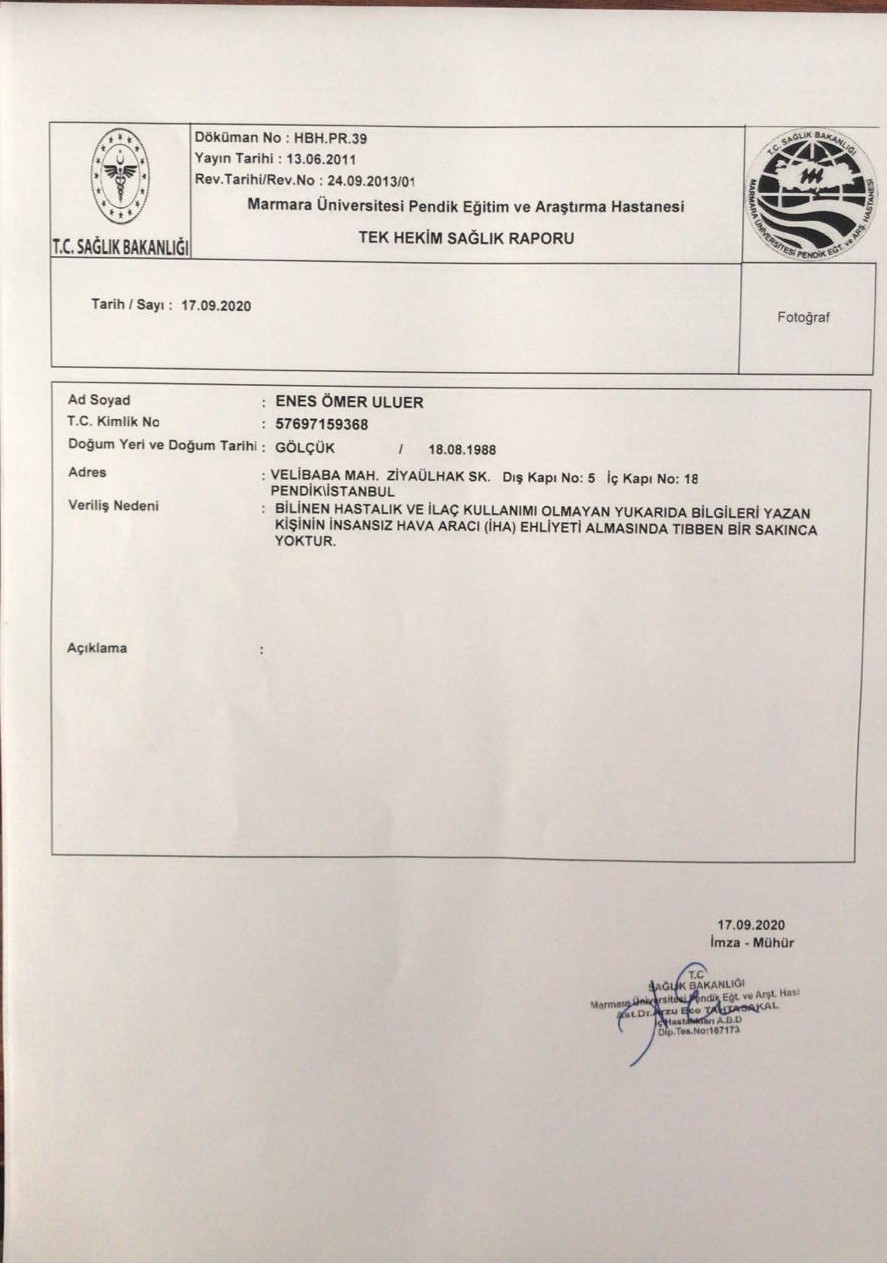 T.C. SAĞLIK BAKANLIĞI
Döküman No : HBH.PR.39
Yayın Tarihi : 13.06.2011
Rev.Tarihi/Rev.No : 24.09.2013/01
Marmara Üniversitesi Pendik Eğitim ve Araştırma Hastanesi
TEK HEKİM SAĞLIK RAPORU
T.C. SAĞLIK BAKANLIĞI
MARMARA ÜNİVERSİTESİ PENDİK EĞT. ve ARŞ. HASTANESİ
Tarih / Sayı : 17.09.2020
Fotoğraf
Ad Soyad : ENES ÖMER ULUER
T.C. Kimlik No : 57697159368
Doğum Yeri ve Doğum Tarihi : GÖLÇÜK / 18.08.1988
Adres : VELİBABA MAH. ZİYAÜLHAK SK. Dış Kapı No: 5 İç Kapı No: 18
PENDİK\İSTANBUL
Veriliş Nedeni : BİLİNEN HASTALIK VE İLAÇ KULLANIMI OLMAYAN YUKARIDA BİLGİLERİ YAZAN
KİŞİNİN İNSANSIZ HAVA ARACI (İHA) EHLİYETİ ALMASINDA TIBBEN BİR SAKINCA
YOKTUR.
Açıklama :
17.09.2020
İmza - Mühür
T.C
SAĞLIK BAKANLIĞI
Marmara Üniversitesi Pendik Eğt. ve Arşt. Hast
Ast.Dr.Arzu Ece TAHTASAKAL
İç Hastalıkları A.B.D
Dip.Tes.No:167173